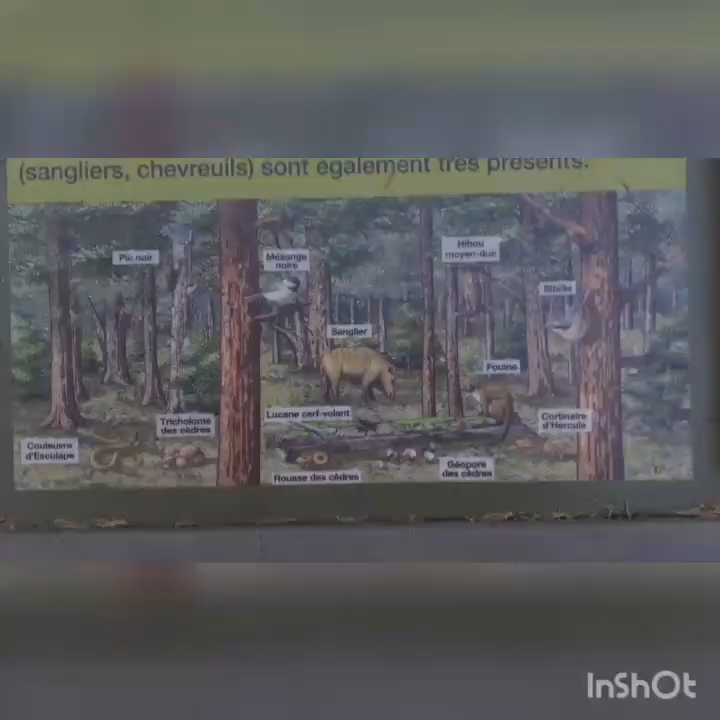 (sangliers, chevreuils) sont également très présents.
Pic noir
Mésange
noire
Hibou
moyen-duc
Sittelle
Sanglier
Fouine
Lucane cerf-volant
Tricholome
des cèdres
Cortinaire
d'Hercule
Couleuvre
d'Esculape
Rousse des cèdres
Géopore
des cèdres
InShOt